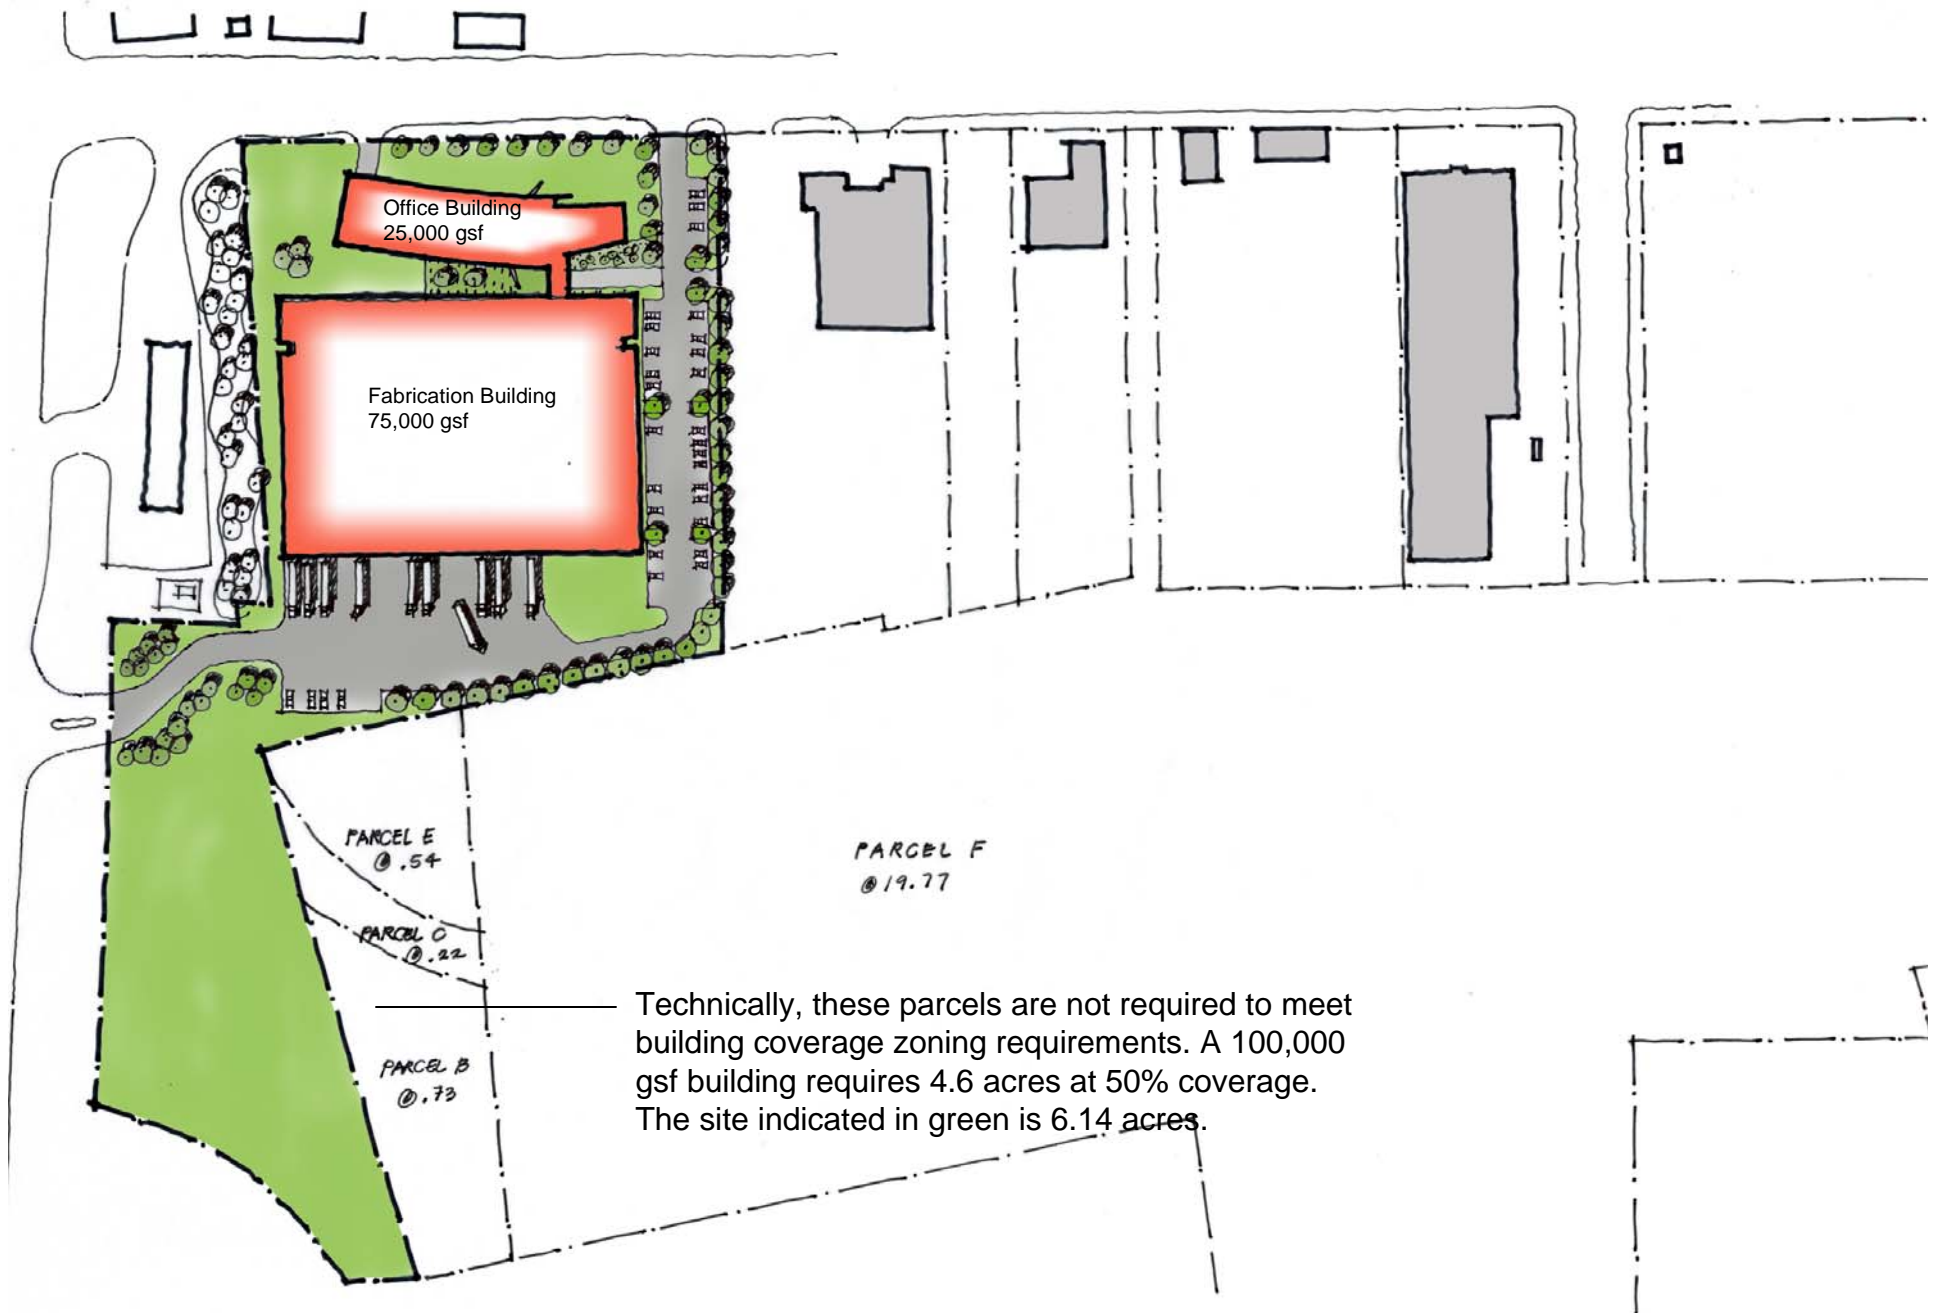 Office Building
25,000 gsf
Fabrication Building
75,000 gsf
PARCEL E
@ .54
PARCEL F
@ 19.77
PARCEL C
@ .22
Technically, these parcels are not required to meet
building coverage zoning requirements. A 100,000
gsf building requires 4.6 acres at 50% coverage.
The site indicated in green is 6.14 acres.
PARCEL B
@ .73